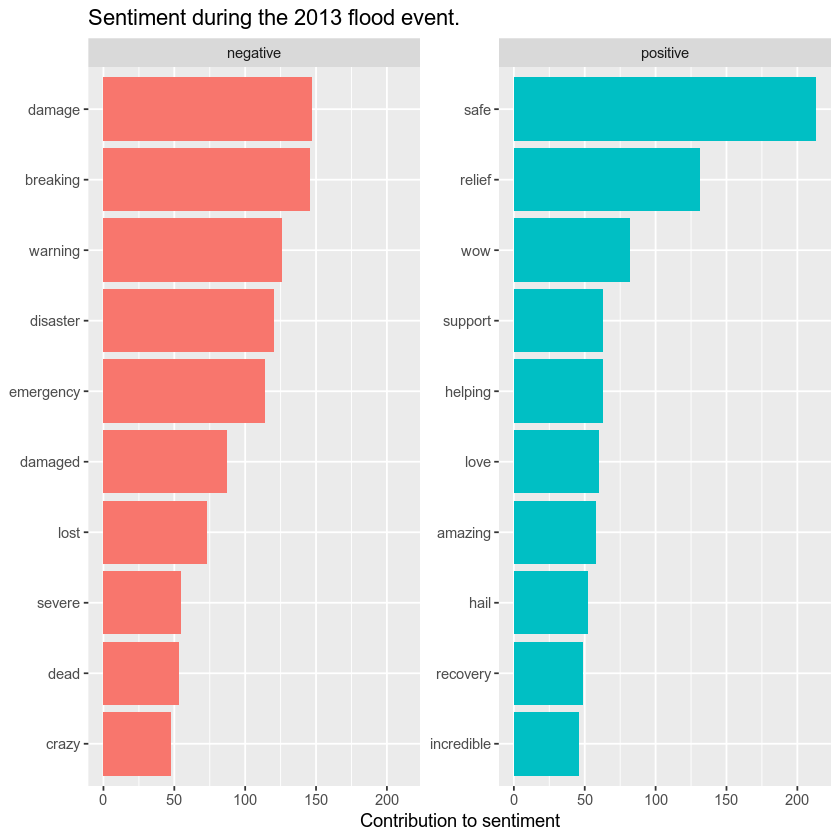 Sentiment during the 2013 flood event.
negative
positive
damage
breaking
warning
disaster
emergency
damaged
lost
severe
dead
crazy
safe
relief
wow
support
helping
love
amazing
hail
recovery
incredible
0 50 100 150 200
0 50 100 150 200
Contribution to sentiment